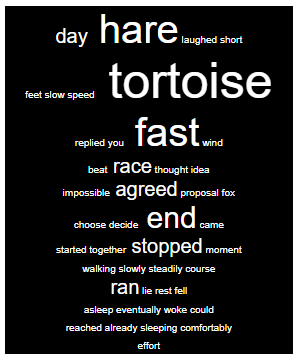 day hare laughed short
feet slow speed tortoise
replied you fast wind
beat race thought idea
impossible agreed proposal fox
choose decide end came
started together stopped moment
walking slowly steadily course
ran lie rest fell
asleep eventually woke could
reached already sleeping comfortably
effort